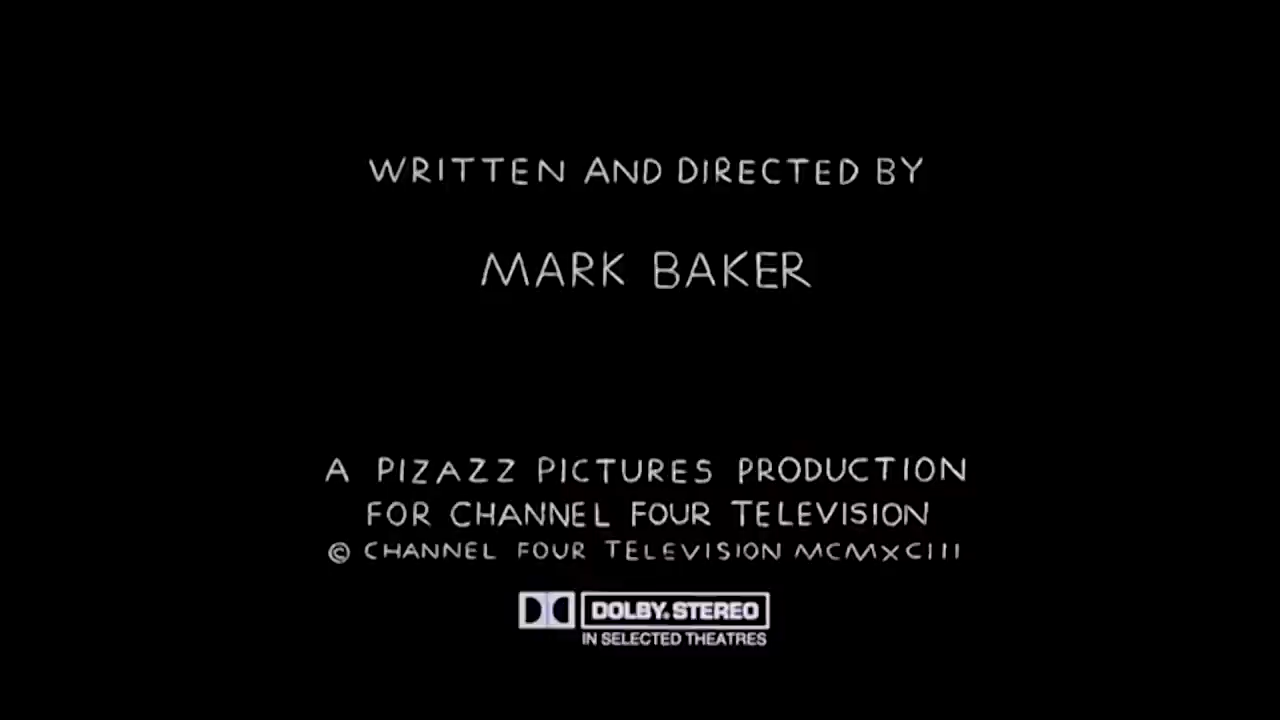 WRITTEN AND DIRECTED BY
MARK BAKER
A PIZAZZ PICTURES PRODUCTION
FOR CHANNEL FOUR TELEVISION
© CHANNEL FOUR TELEVISION MCMXCIII
DOLBY. STEREO
IN SELECTED THEATRES